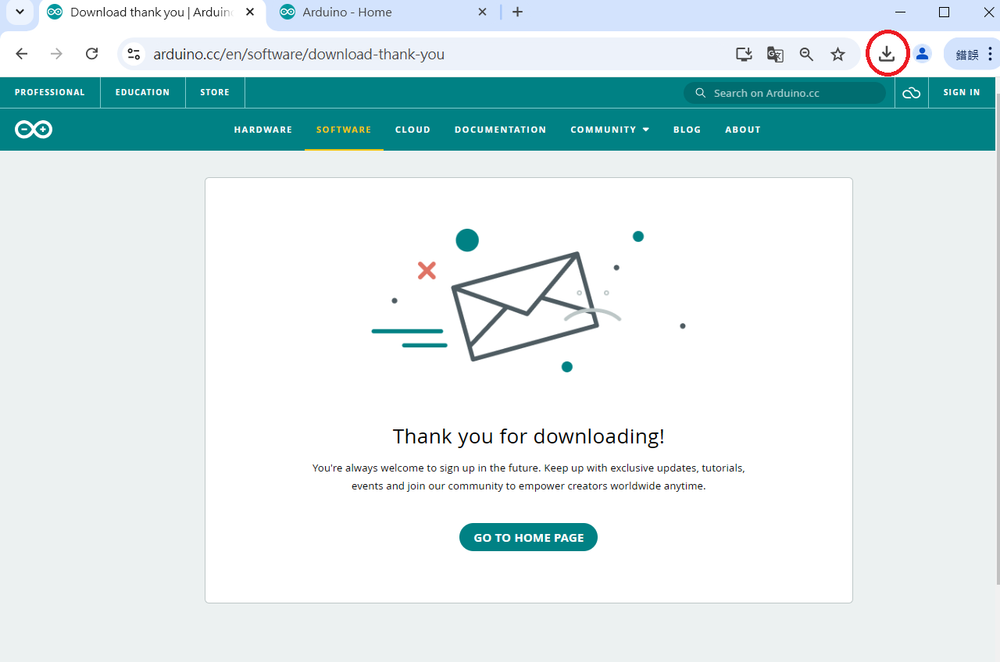 Download thank you | Arduino
Arduino - Home
arduino.cc/en/software/download-thank-you
錯誤
PROFESSIONAL
EDUCATION
STORE
Search on Arduino.cc
SIGN IN
HARDWARE
SOFTWARE
CLOUD
DOCUMENTATION
COMMUNITY
BLOG
ABOUT
Thank you for downloading!
You're always welcome to sign up in the future. Keep up with exclusive updates, tutorials,
events and join our community to empower creators worldwide anytime.
GO TO HOME PAGE